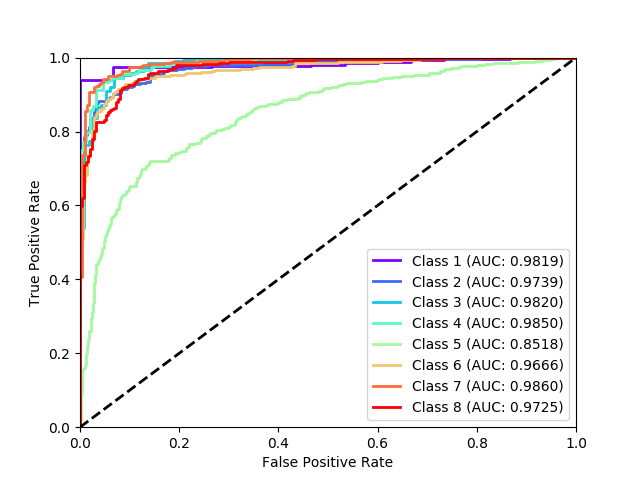 1.0
0.8
0.6
0.4
0.2
0.0
True Positive Rate
Class 1 (AUC: 0.9819)
Class 2 (AUC: 0.9739)
Class 3 (AUC: 0.9820)
Class 4 (AUC: 0.9850)
Class 5 (AUC: 0.8518)
Class 6 (AUC: 0.9666)
Class 7 (AUC: 0.9860)
Class 8 (AUC: 0.9725)
0.0 0.2 0.4 0.6 0.8 1.0
False Positive Rate